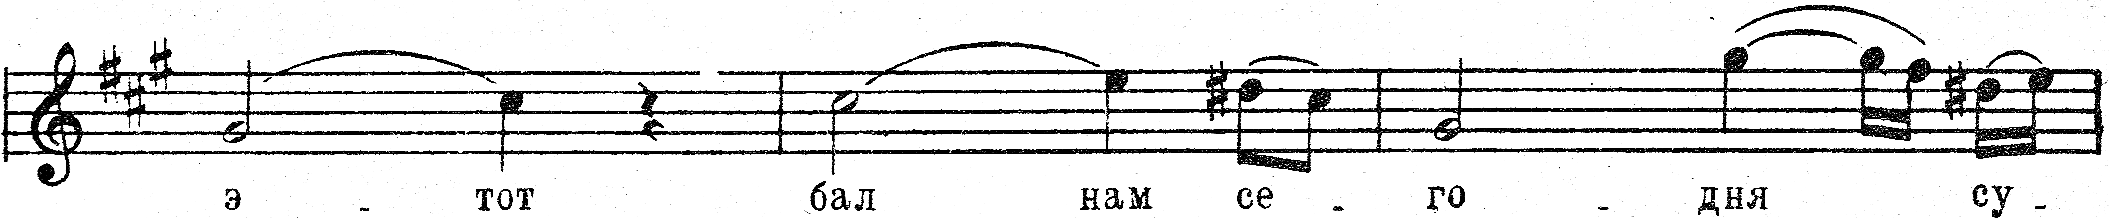 э - тот бал нам се - го - дня су -